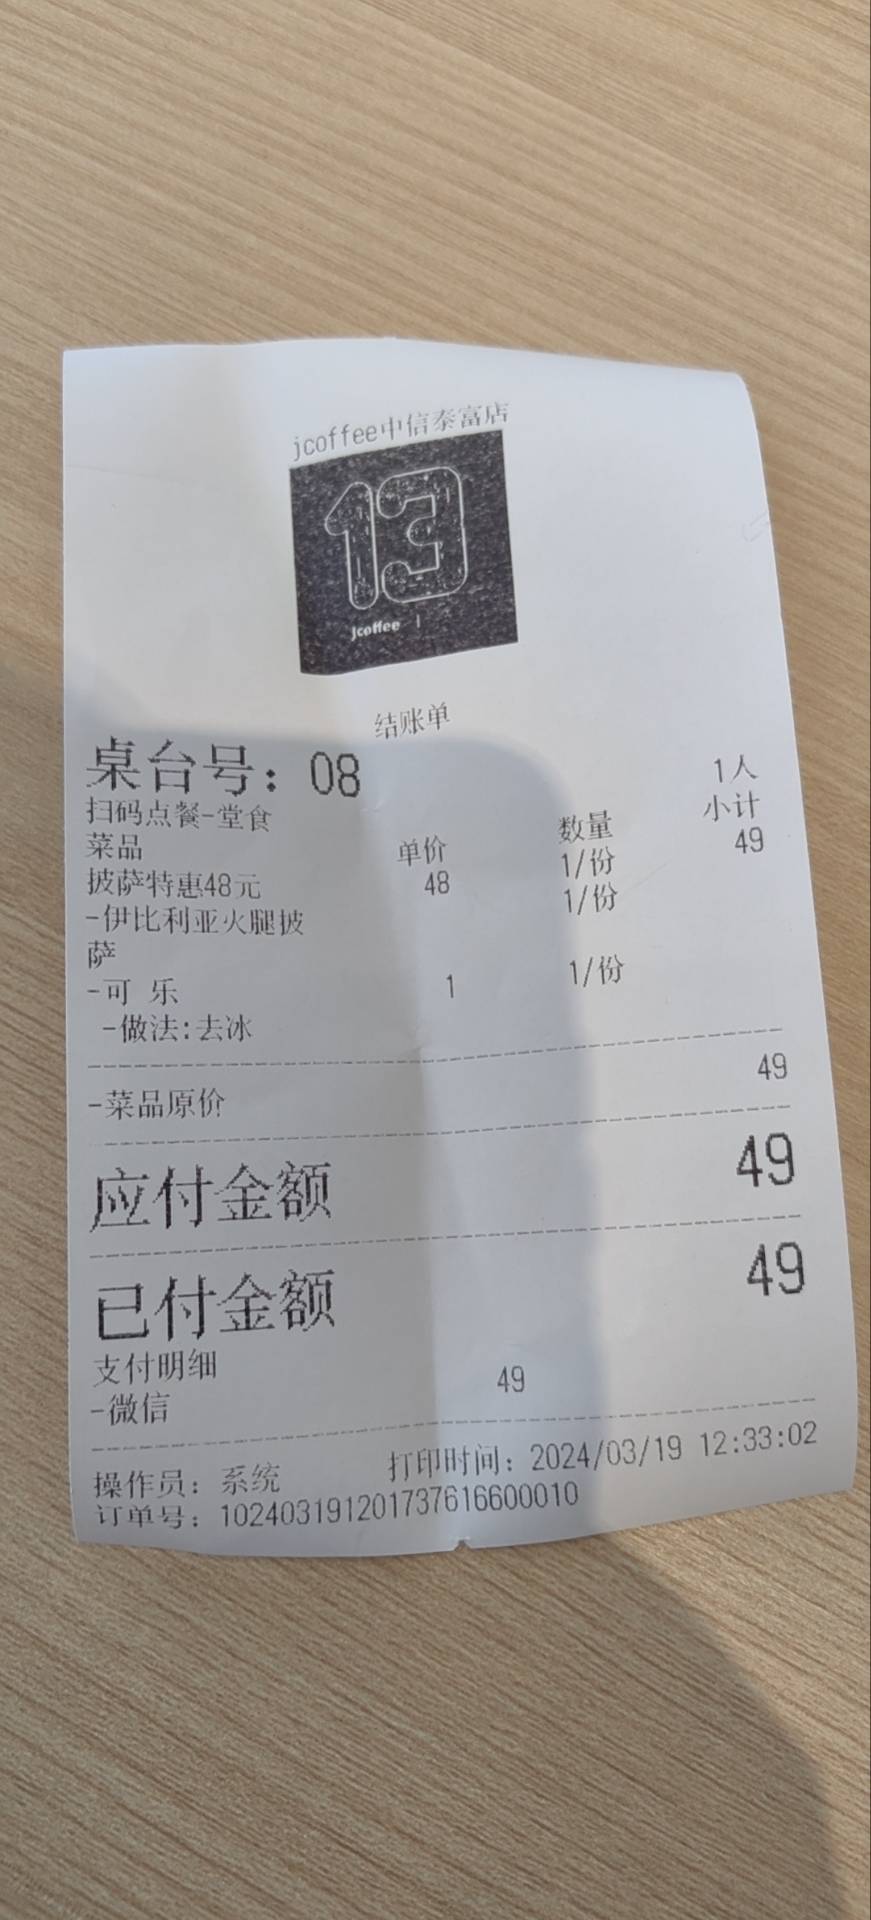 jcoffee中信泰富店
13
jcoffee
结账单
桌台号：08
1人
扫码点餐-堂食
菜品 单价 数量 小计
披萨特惠48元 48 1/份 49
-伊比利亚火腿披 1/份
萨
-可 乐 1 1/份
-做法:去冰
-菜品原价 49
应付金额 49
已付金额 49
支付明细
-微信 49
操作员：系统 打印时间：2024/03/19 12:33:02
订单号：102403191201737616600010